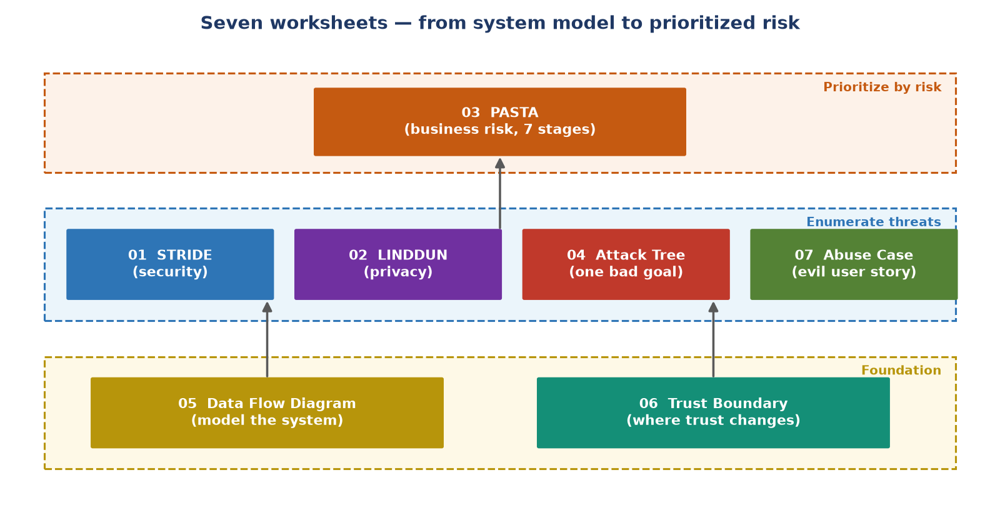 Seven worksheets — from system model to prioritized risk
Prioritize by risk
03  PASTA
(business risk, 7 stages)
Enumerate threats
01  STRIDE
(security)
02  LINDDUN
(privacy)
04  Attack Tree
(one bad goal)
07  Abuse Case
(evil user story)
Foundation
05  Data Flow Diagram
(model the system)
06  Trust Boundary
(where trust changes)